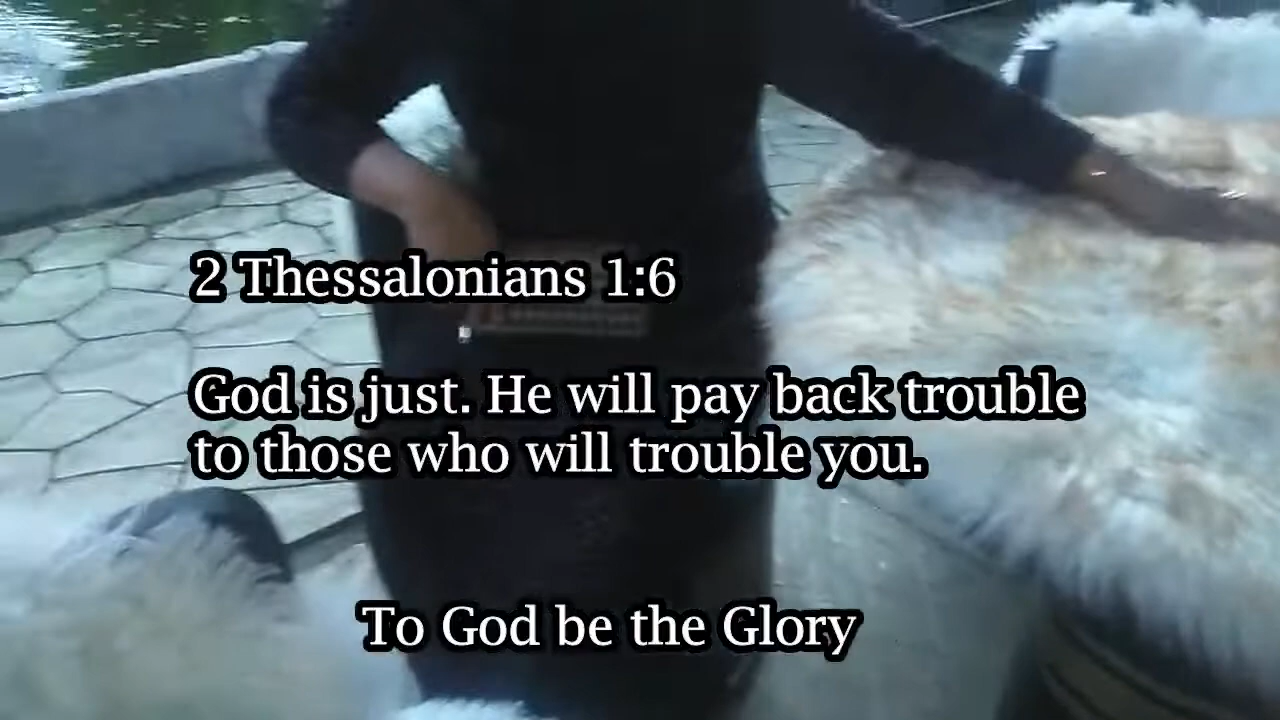 2 Thessalonians 1:6
God is just. He will pay back trouble
to those who will trouble you.
To God be the Glory